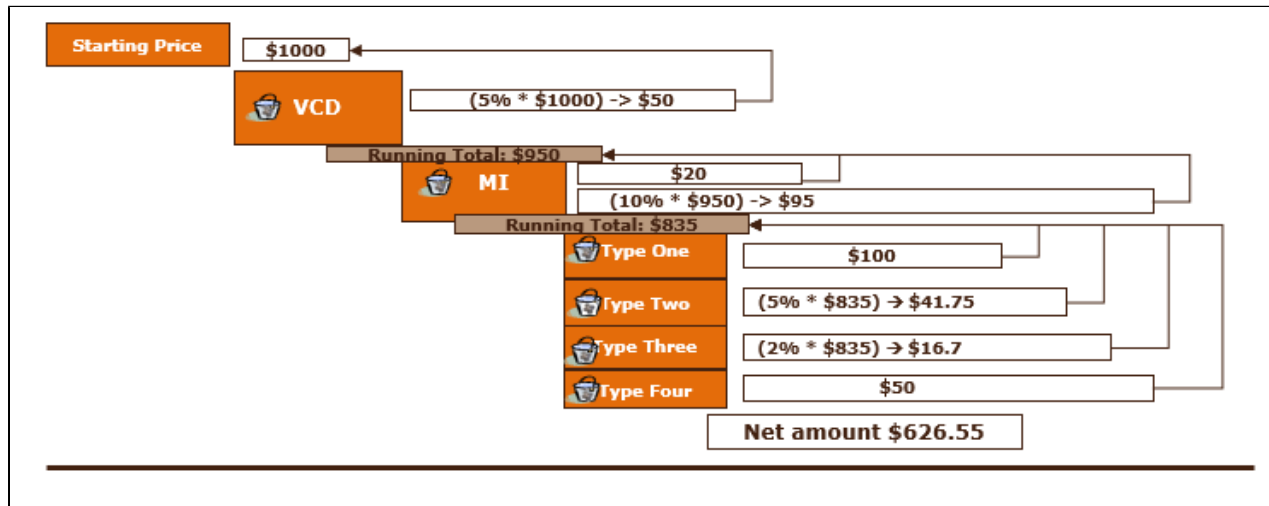 Starting Price
$1000
VCD
(5% * $1000) -> $50
Running Total: $950
MI
$20
(10% * $950) -> $95
Running Total: $835
Type One
$100
Type Two
(5% * $835) → $41.75
Type Three
(2% * $835) → $16.7
Type Four
$50
Net amount $626.55